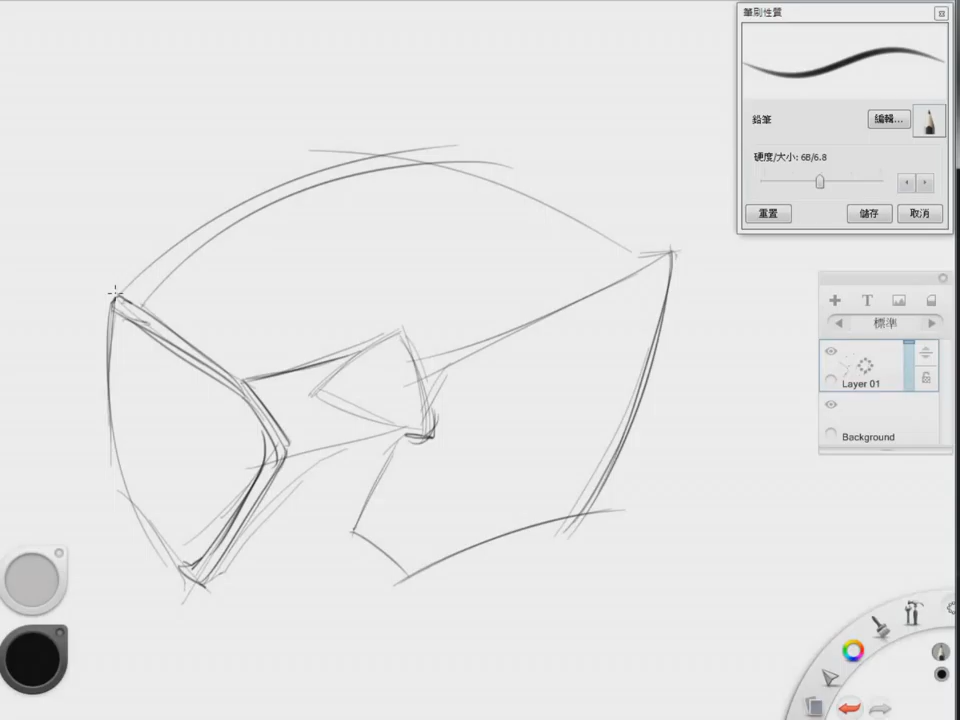 筆刷性質
鉛筆
編輯...
硬度/大小: 68/6.8
重置
儲存
取消
T
標準
Layer 01
Background